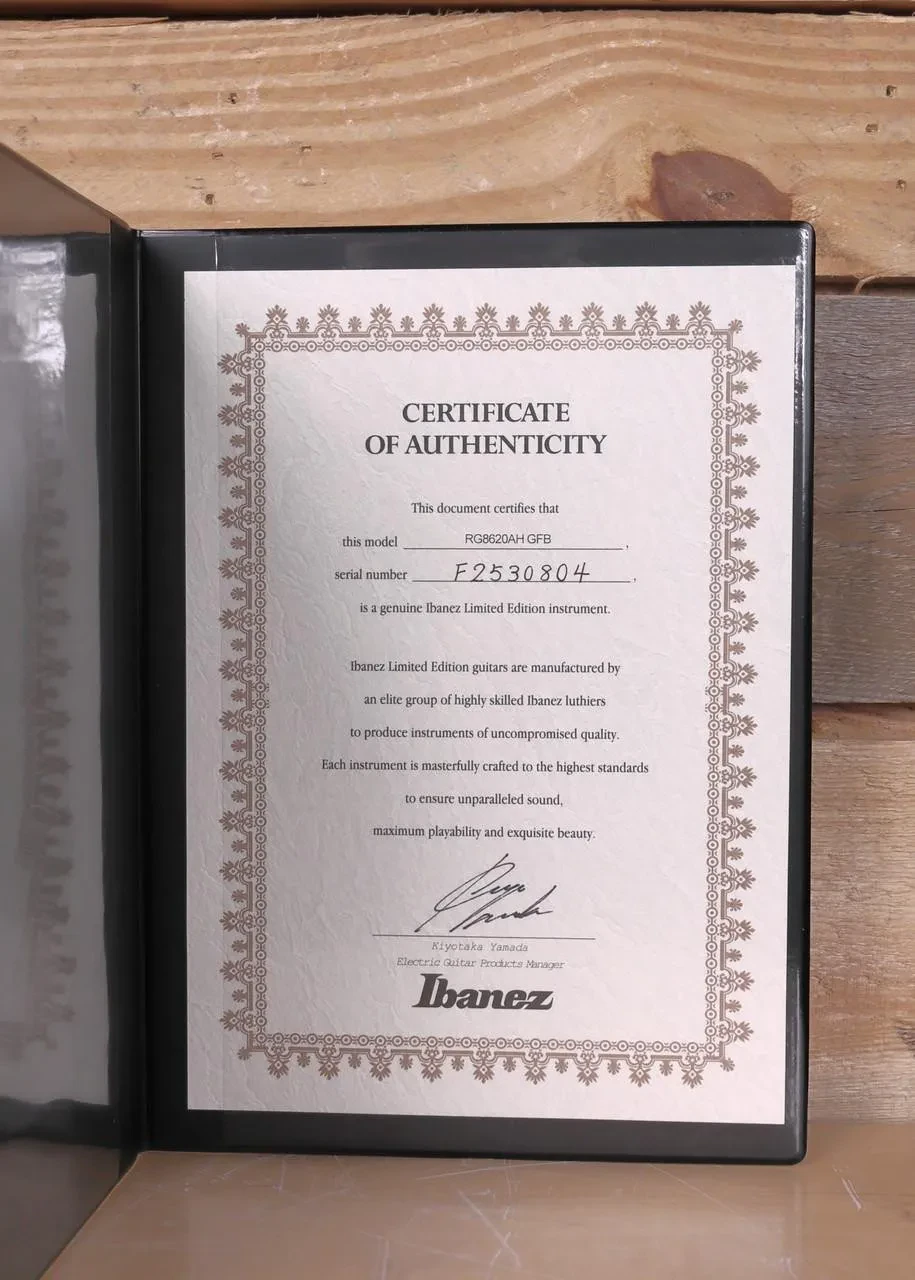 CERTIFICATE
OF AUTHENTICITY
This document certifies that
this model RG8620AH GFB,
serial number F2530804,
is a genuine Ibanez Limited Edition instrument.
Ibanez Limited Edition guitars are manufactured by
an elite group of highly skilled Ibanez luthiers
to produce instruments of uncompromised quality.
Each instrument is masterfully crafted to the highest standards
to ensure unparalleled sound,
maximum playability and exquisite beauty.
Kiyotaka Yamada
Electric Guitar Products Manager
Ibanez